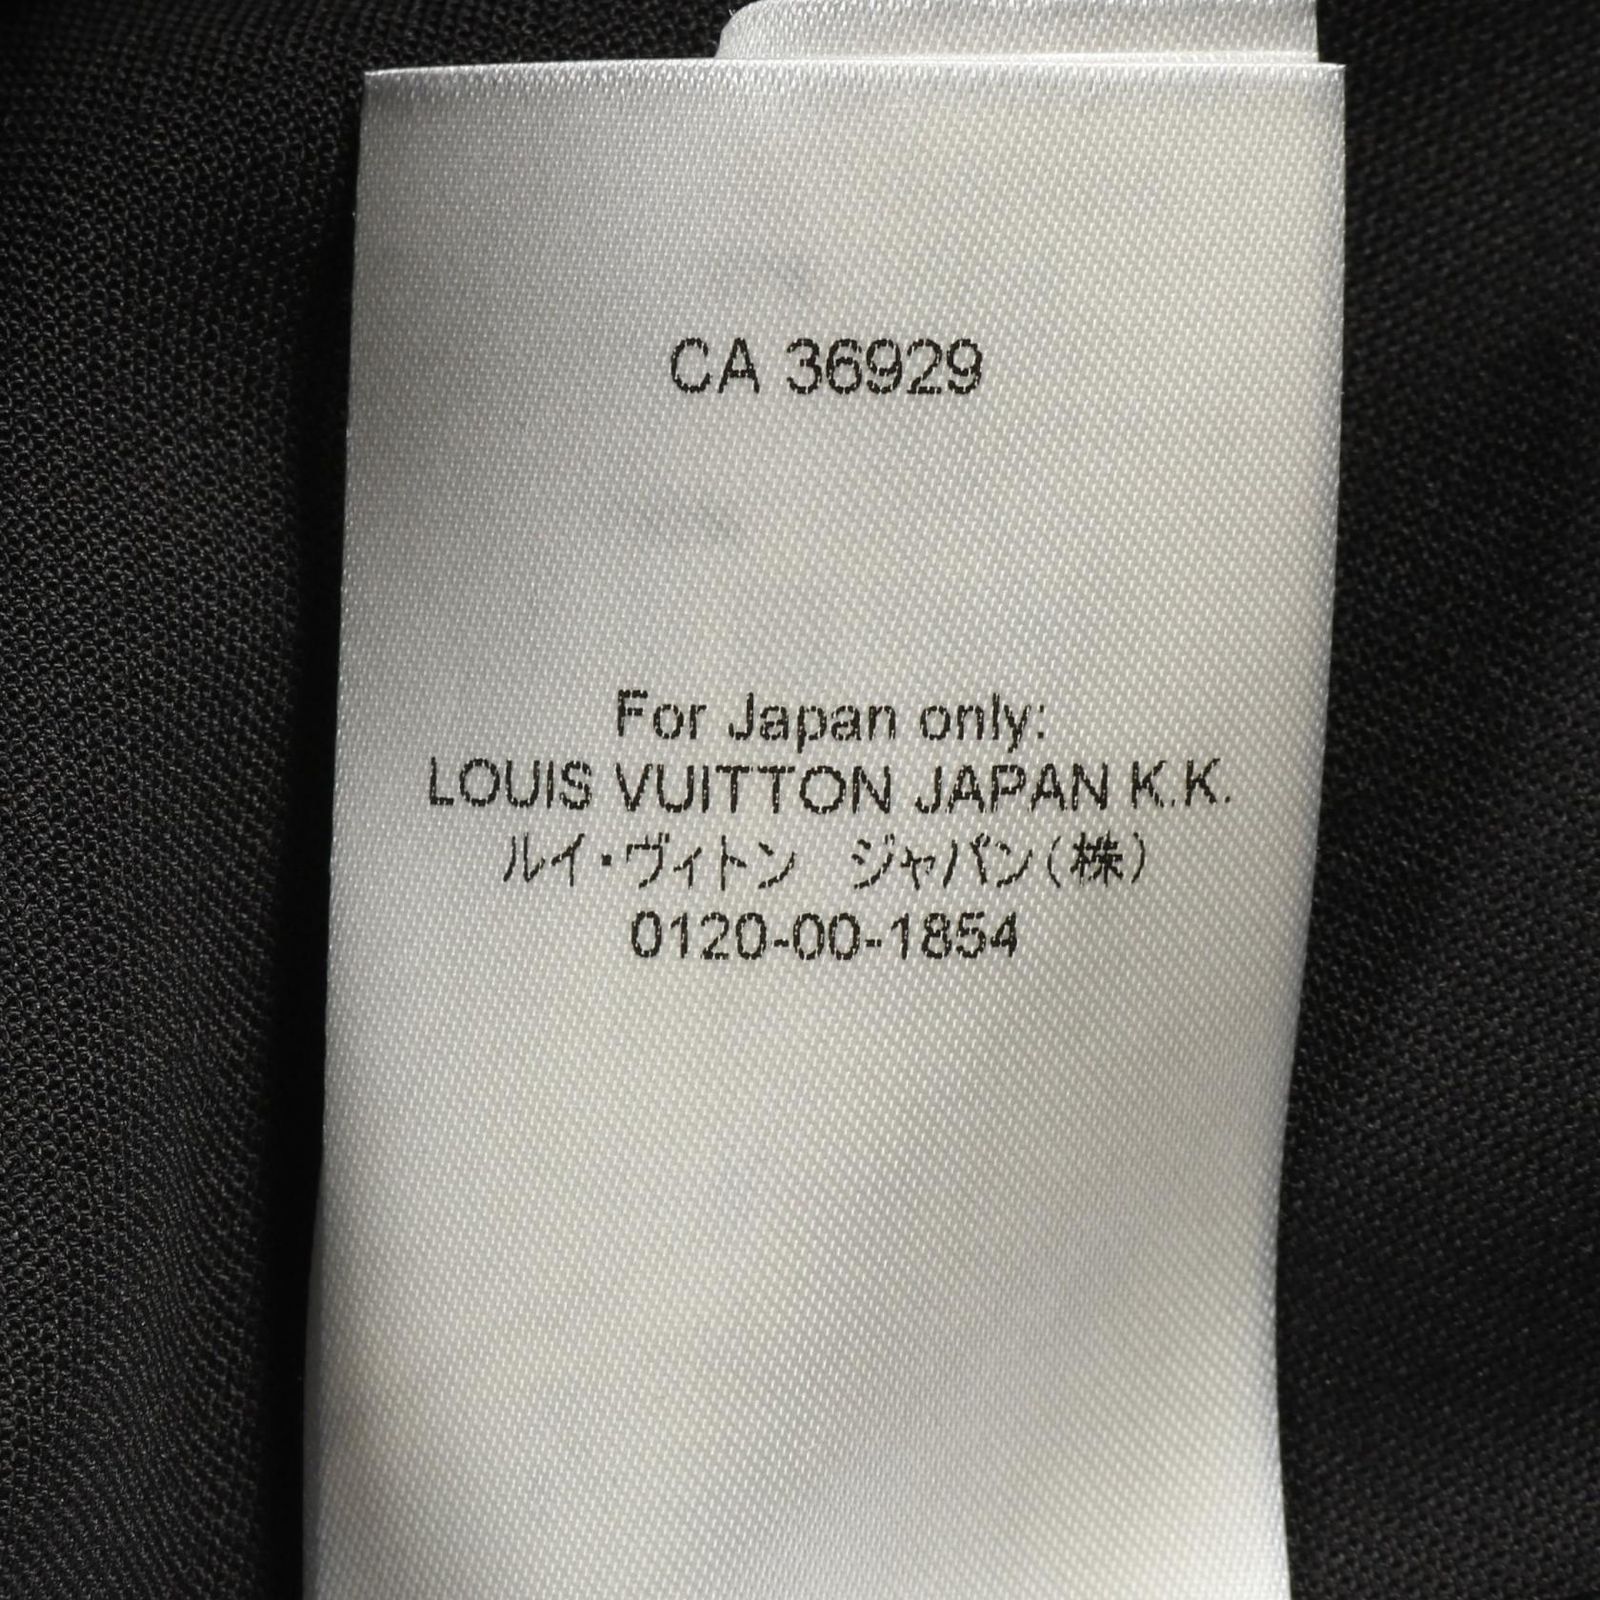 CA 36929
For Japan only:
LOUIS VUITTON JAPAN K.K.
ルイ・ヴィトン　ジャパン(株)
0120-00-1854